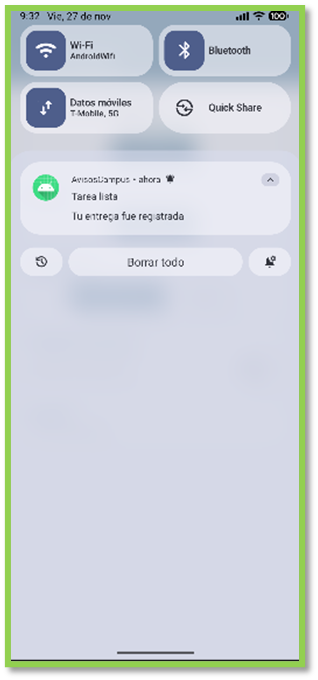 9:32 Vie, 27 de nov
100
Wi-Fi
AndroidWifi
Bluetooth
Datos móviles
T-Mobile, 5G
Quick Share
AvisosCampus • ahora
Tarea lista
Tu entrega fue registrada
Borrar todo